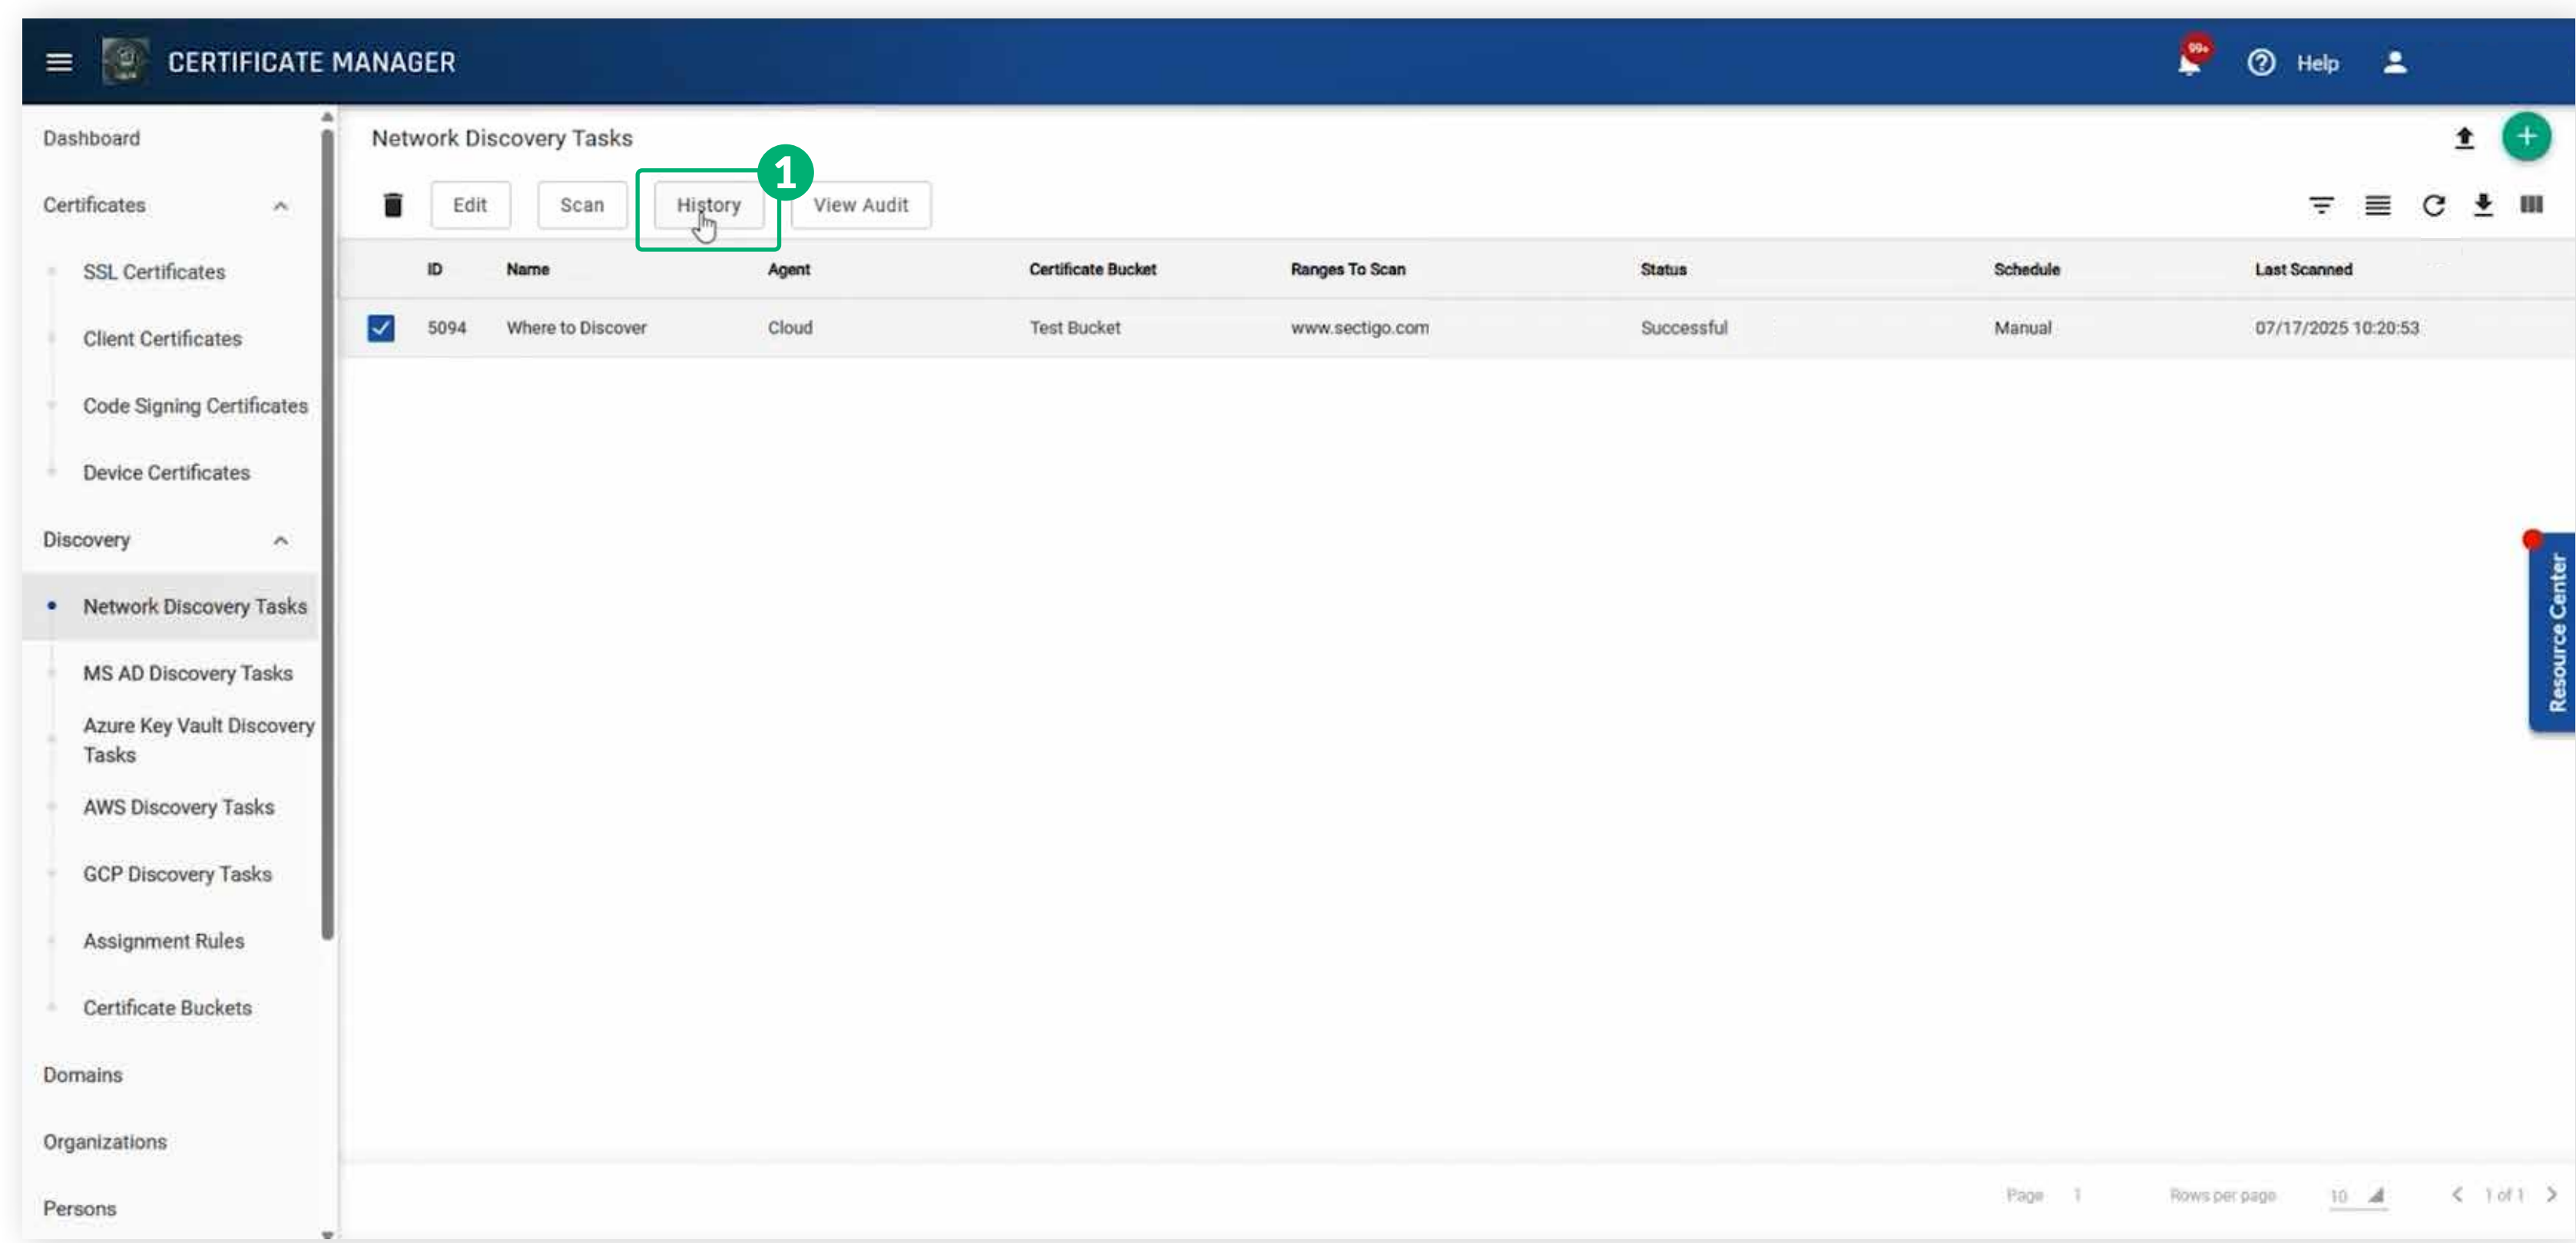 CERTIFICATE MANAGER
99+
Help
Dashboard
Certificates
SSL Certificates
Client Certificates
Code Signing Certificates
Device Certificates
Discovery
Network Discovery Tasks
MS AD Discovery Tasks
Azure Key Vault Discovery
Tasks
AWS Discovery Tasks
GCP Discovery Tasks
Assignment Rules
Certificate Buckets
Domains
Organizations
Persons
Network Discovery Tasks
1
Edit Scan History View Audit
ID Name Agent Certificate Bucket Ranges To Scan Status Schedule Last Scanned
5094 Where to Discover Cloud Test Bucket www.sectigo.com Successful Manual 07/17/2025 10:20:53
Resource Center
Page 1 Rows per page 10 1 of 1